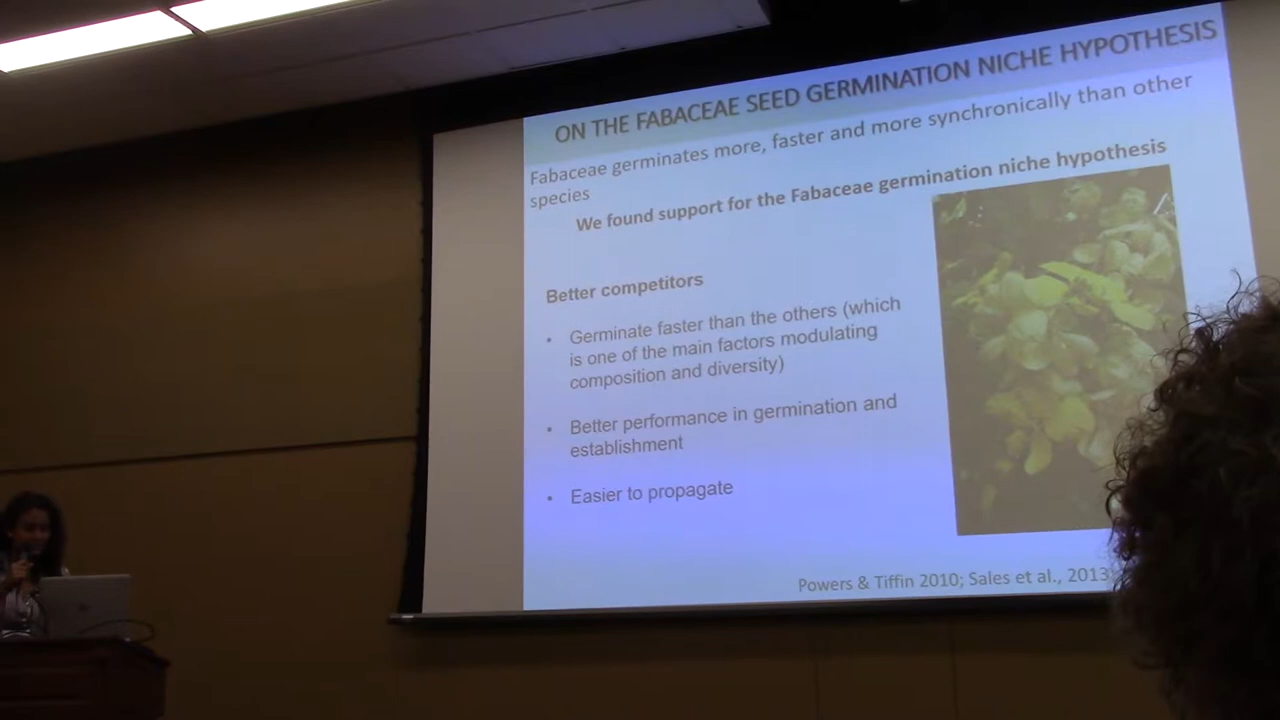 ON THE FABACEAE SEED GERMINATION NICHE HYPOTHESIS
Fabaceae germinates more, faster and more synchronically than other
species
We found support for the Fabaceae germination niche hypothesis
Better competitors
• Germinate faster than the others (which
is one of the main factors modulating
composition and diversity)
• Better performance in germination and
establishment
• Easier to propagate
Powers & Tiffin 2010; Sales et al., 2013